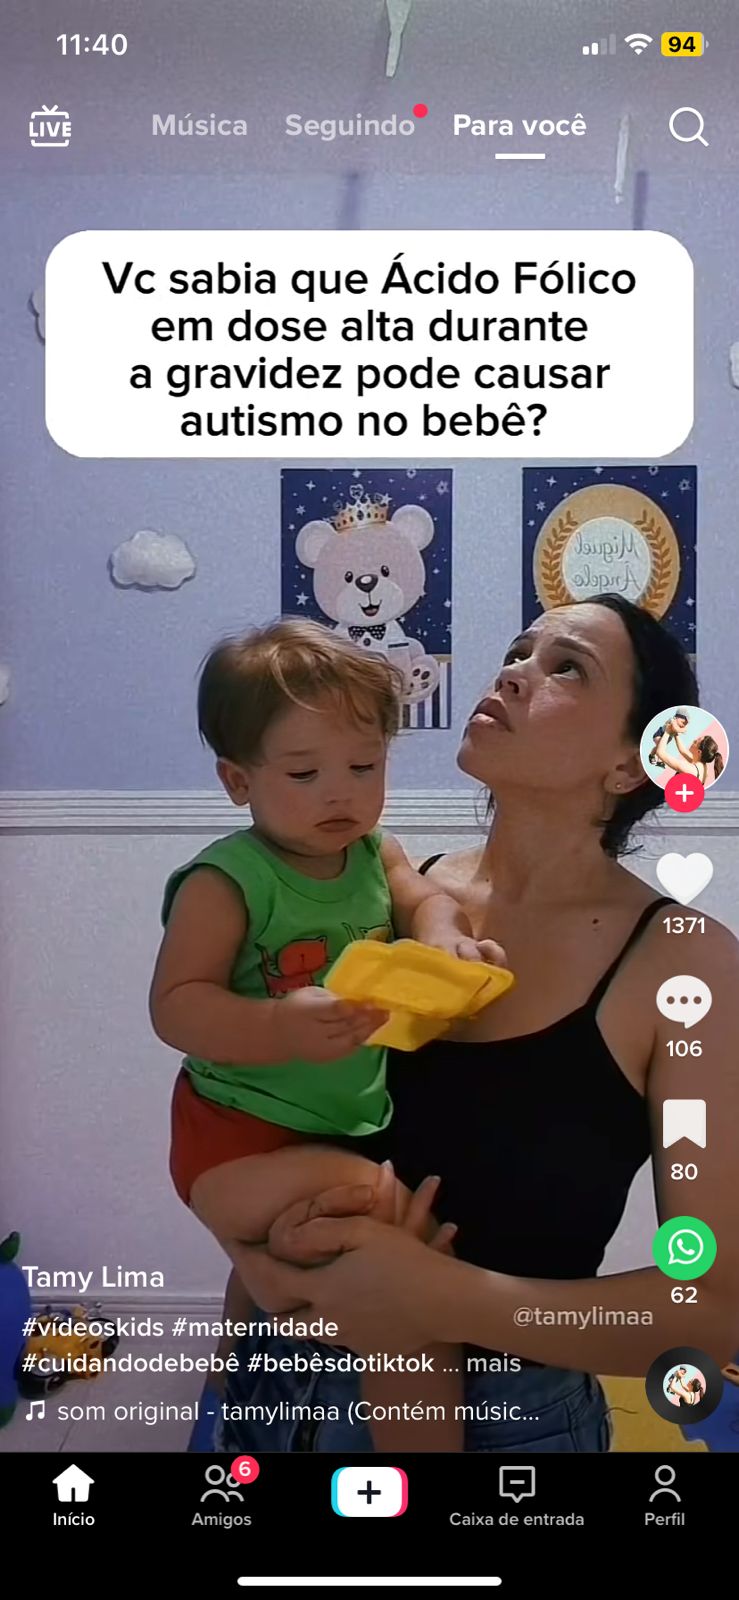 11:40
94
LIVE
Música Seguindo Para você
Vc sabia que Ácido Fólico
em dose alta durante
a gravidez pode causar
autismo no bebê?
Miguel
Ângelo
1371
106
80
62
Tamy Lima
@tamylimaa
#vídeoskids #maternidade
#cuidandodebebê #bebêsdotiktok ... mais
som original - tamylimaa (Contém músic...
6
Início Amigos Caixa de entrada Perfil